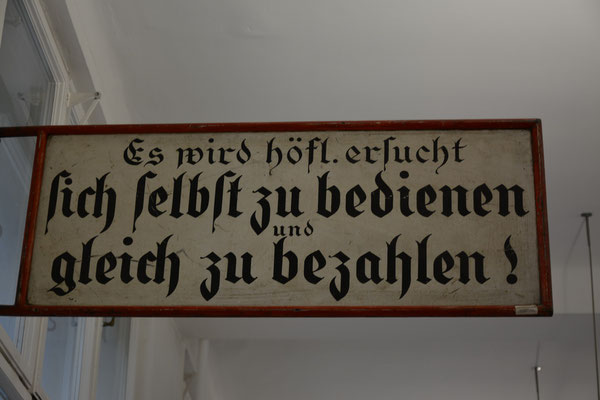 Es wird höfl. erſucht
ſich ſelbſt zu bedienen
und
gleich zu bezahlen!